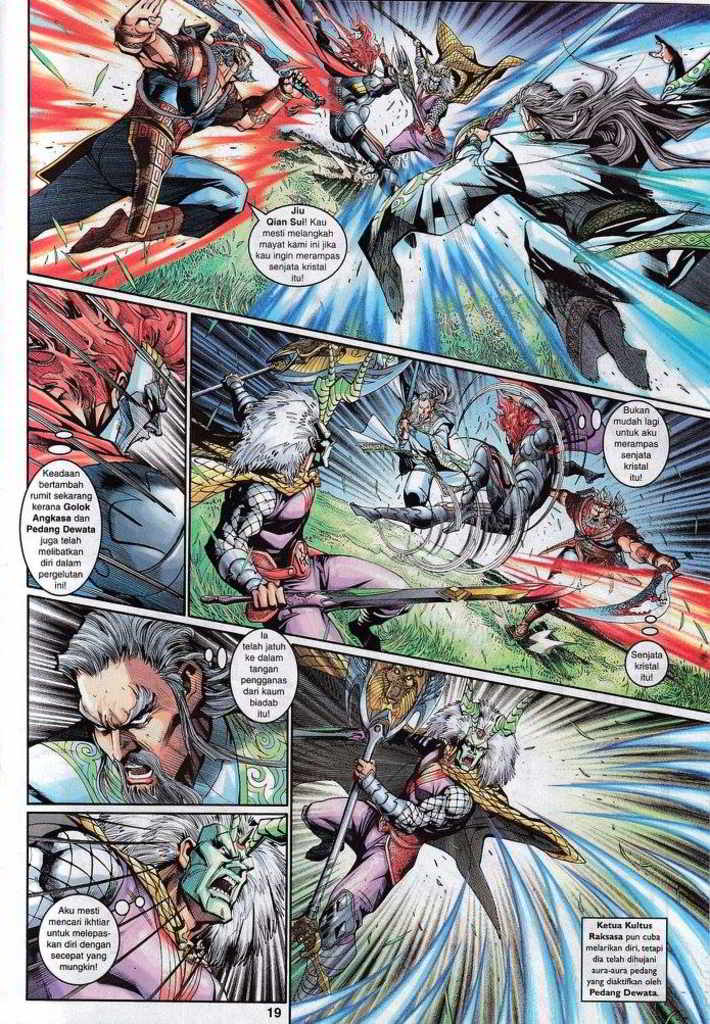 Jiu
Qian Sui! Kau
mesti melangkah
mayat kami ini jika
kau ingin merampas
senjata kristal
itu!
Keadaan
bertambah
rumit sekarang
kerana Golok
Angkasa dan
Pedang Dewata
juga telah
melibatkan
diri dalam
pergelutan
ini!
Bukan
mudah lagi
untuk aku
merampas
senjata
kristal
itu!
Senjata
kristal
itu!
Ia
telah jatuh
ke dalam
tangan
pengganas
dari kaum
biadab
itu!
Aku mesti
mencari ikhtiar
untuk melepas-
kan diri dengan
secepat yang
mungkin!
Ketua Kultus
Raksasa pun cuba
melarikan diri, tetapi
dia telah dihujani
aura-aura pedang
yang diaktifkan oleh
Pedang Dewata.
19